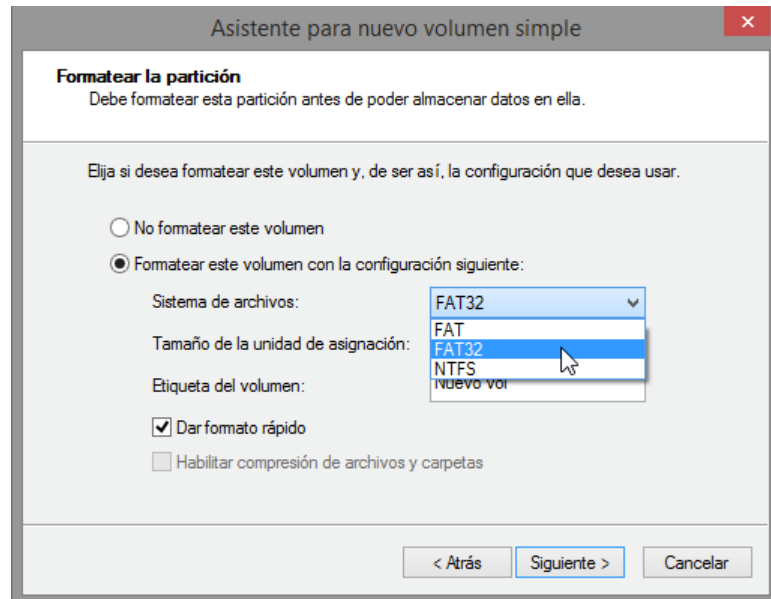 Asistente para nuevo volumen simple
Formatear la partición
Debe formatear esta partición antes de poder almacenar datos en ella.
Elija si desea formatear este volumen y, de ser así, la configuración que desea usar.
No formatear este volumen
Formatear este volumen con la configuración siguiente:
Sistema de archivos: FAT32
FAT
Tamaño de la unidad de asignación: FAT32
NTFS
Etiqueta del volumen: Nuevo vol
Dar formato rápido
Habilitar compresión de archivos y carpetas
< Atrás Siguiente > Cancelar